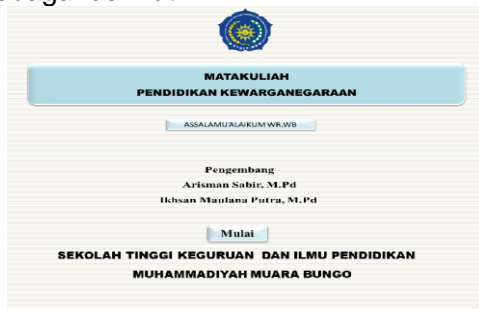 MATAKULIAH
PENDIDIKAN KEWARGANEGARAAN
ASSALAMU'ALAIKUM WR.WB
Pengembang
Arisman Sabir, M.Pd
Ikhsan Maulana Putra, M.Pd
Mulai
SEKOLAH TINGGI KEGURUAN DAN ILMU PENDIDIKAN
MUHAMMADIYAH MUARA BUNGO